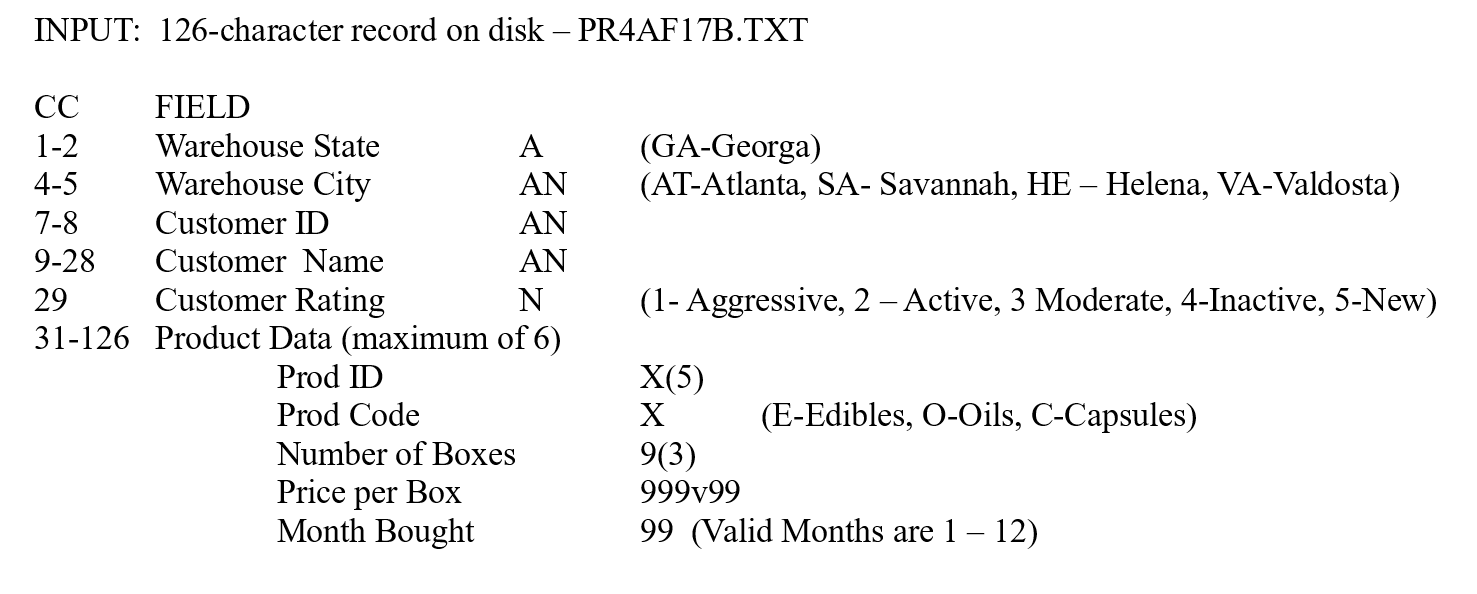 INPUT: 126-character record on disk – PR4AF17B.TXT
CC FIELD
1-2 Warehouse State A (GA-Georga)
4-5 Warehouse City AN (AT-Atlanta, SA- Savannah, HE – Helena, VA-Valdosta)
7-8 Customer ID AN
9-28 Customer Name AN
29 Customer Rating N (1- Aggressive, 2 – Active, 3 Moderate, 4-Inactive, 5-New)
31-126 Product Data (maximum of 6)
Prod ID X(5)
Prod Code X (E-Edibles, O-Oils, C-Capsules)
Number of Boxes 9(3)
Price per Box 999v99
Month Bought 99 (Valid Months are 1 – 12)